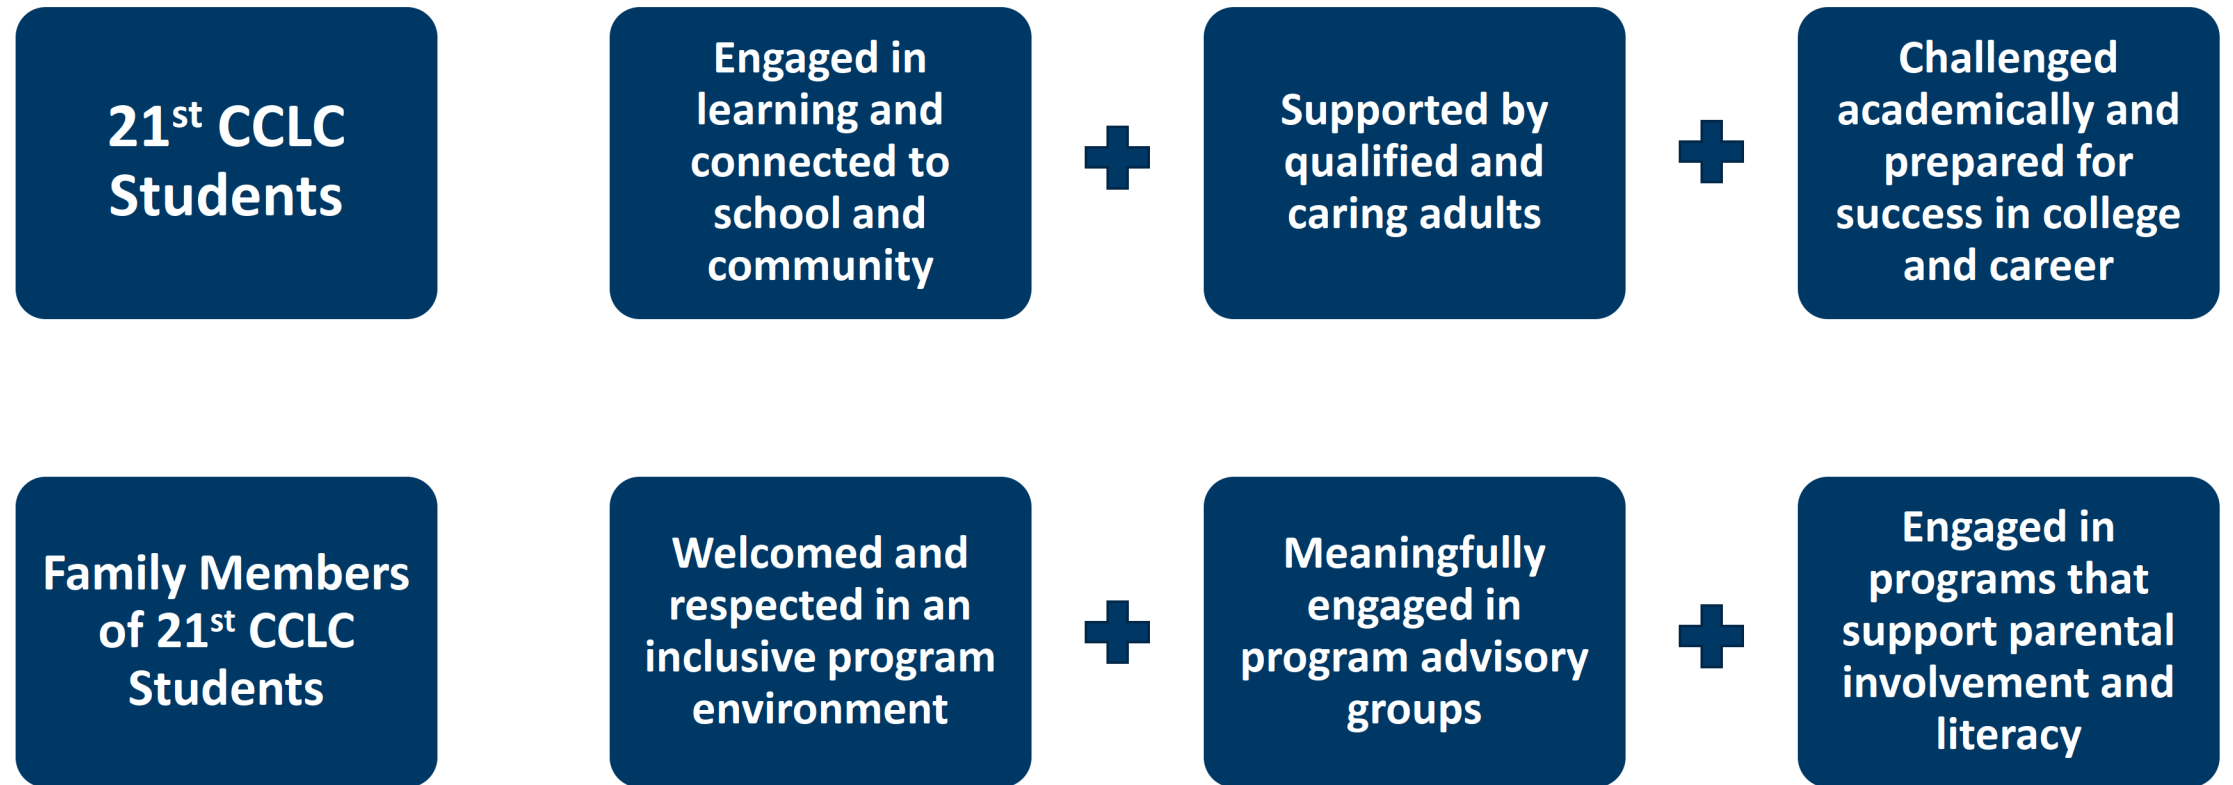 21st CCLC
Students
Engaged in
learning and
connected to
school and
community
Supported by
qualified and
caring adults
Challenged
academically and
prepared for
success in college
and career
Family Members
of 21st CCLC
Students
Welcomed and
respected in an
inclusive program
environment
Meaningfully
engaged in
program advisory
groups
Engaged in
programs that
support parental
involvement and
literacy